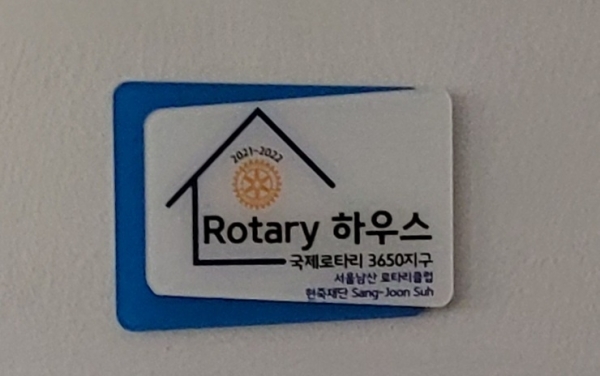 2021-2022
Rotary 하우스
국제로타리 3650지구
서울남산 로타리클럽
현죽재단 Sang-Joon Suh